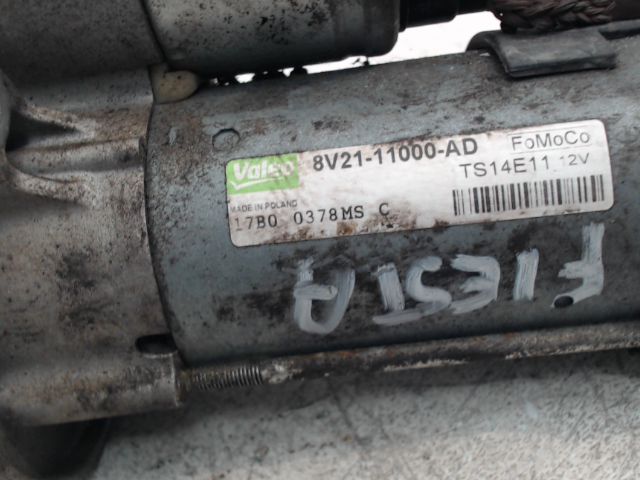 Valeo
8V21-11000-AD
FoMoCo
TS14E11 12V
MADE IN POLAND
17B0 0378MS C
FIESTA